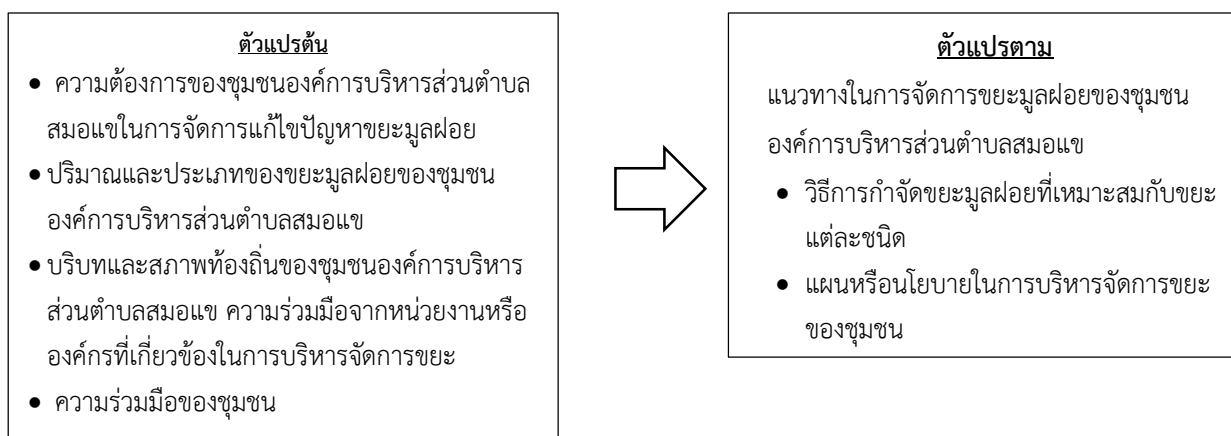 ตัวแปรต้น
● ความต้องการของชุมชนองค์การบริหารส่วนตำบล
สมอแขในการจัดการแก้ไขปัญหาขยะมูลฝอย
● ปริมาณและประเภทของขยะมูลฝอยของชุมชน
องค์การบริหารส่วนตำบลสมอแข
● บริบทและสภาพท้องถิ่นของชุมชนองค์การบริหาร
ส่วนตำบลสมอแข ความร่วมมือจากหน่วยงานหรือ
องค์กรที่เกี่ยวข้องในการบริหารจัดการขยะ
● ความร่วมมือของชุมชน
ตัวแปรตาม
แนวทางในการจัดการขยะมูลฝอยของชุมชน
องค์การบริหารส่วนตำบลสมอแข
● วิธีการกำจัดขยะมูลฝอยที่เหมาะสมกับขยะ
แต่ละชนิด
● แผนหรือนโยบายในการบริหารจัดการขยะ
ของชุมชน